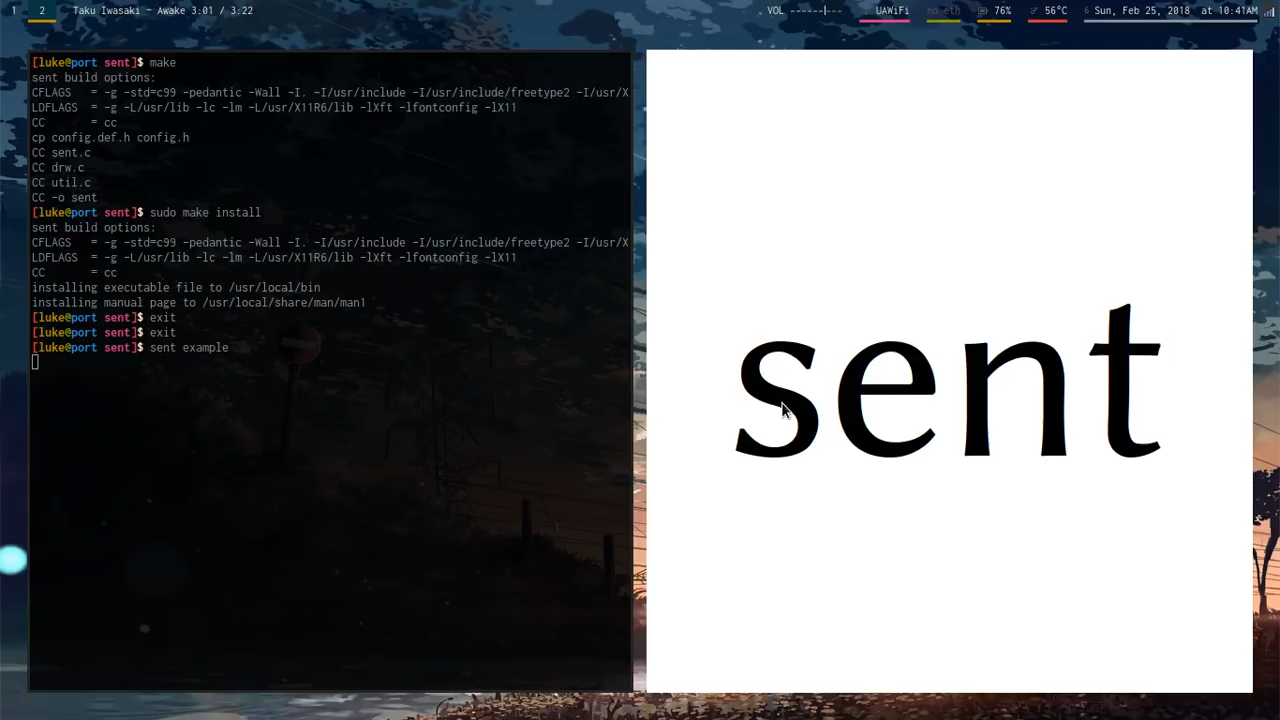 1 2 Taku Iwasaki - Awake 3:01 / 3:22 VOL ------|--- UAWiFi no eth 76% 56°C Sun, Feb 25, 2018 at 10:41AM
[luke@port sent]$ make
sent build options:
CFLAGS = -g -std=c99 -pedantic -Wall -I. -I/usr/include -I/usr/include/freetype2 -I/usr/X
LDFLAGS = -g -L/usr/lib -lc -lm -L/usr/X11R6/lib -lXft -lfontconfig -lX11
CC = cc
cp config.def.h config.h
CC sent.c
CC drw.c
CC util.c
CC -o sent
[luke@port sent]$ sudo make install
sent build options:
CFLAGS = -g -std=c99 -pedantic -Wall -I. -I/usr/include -I/usr/include/freetype2 -I/usr/X
LDFLAGS = -g -L/usr/lib -lc -lm -L/usr/X11R6/lib -lXft -lfontconfig -lX11
CC = cc
installing executable file to /usr/local/bin
installing manual page to /usr/local/share/man/man1
[luke@port sent]$ exit
[luke@port sent]$ exit
[luke@port sent]$ sent example
sent